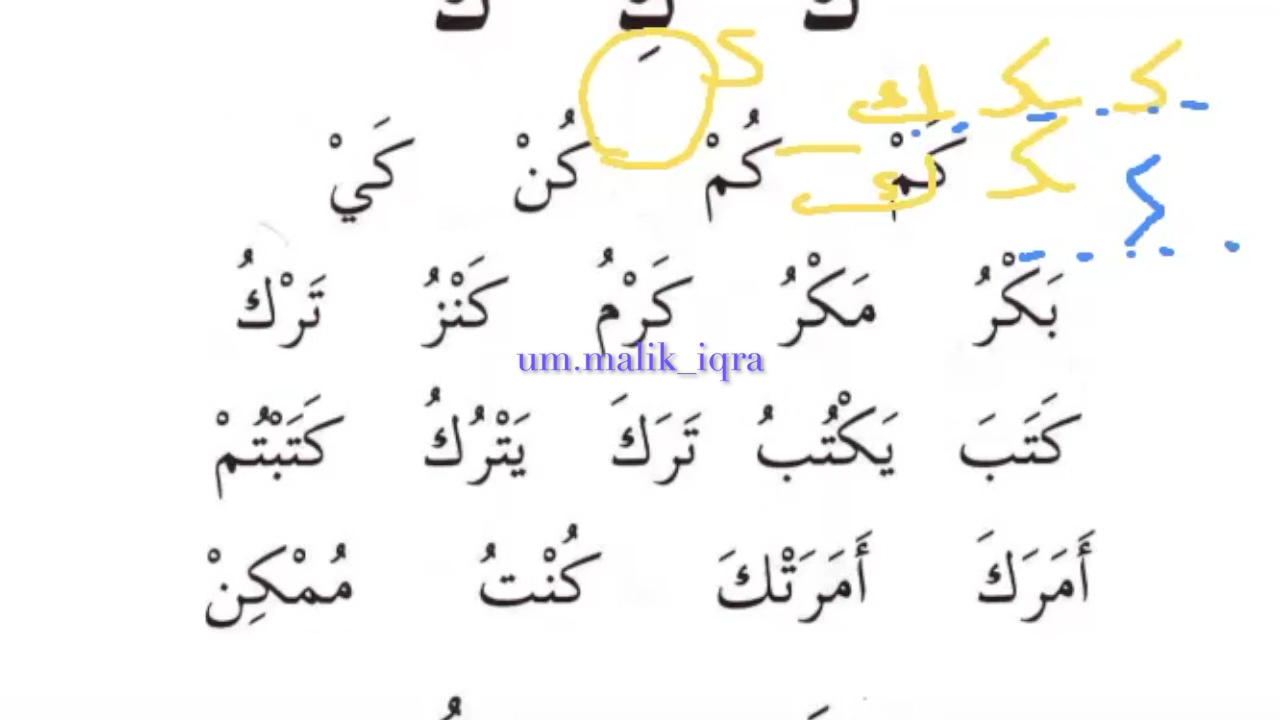 كَمْ كُمْ كُنْ كَيْ
بَكْرُ مَكْرُ كَرْمُ كَنْزُ تَرْكُ
um.malik_iqra
كَتَبَ يَكْتُبُ تَرَكَ يَتْرُكُ كَتَبْتُمْ
أَمَرَكَ أَمَرَتْكَ كُنْتُ مُمْكِنْ